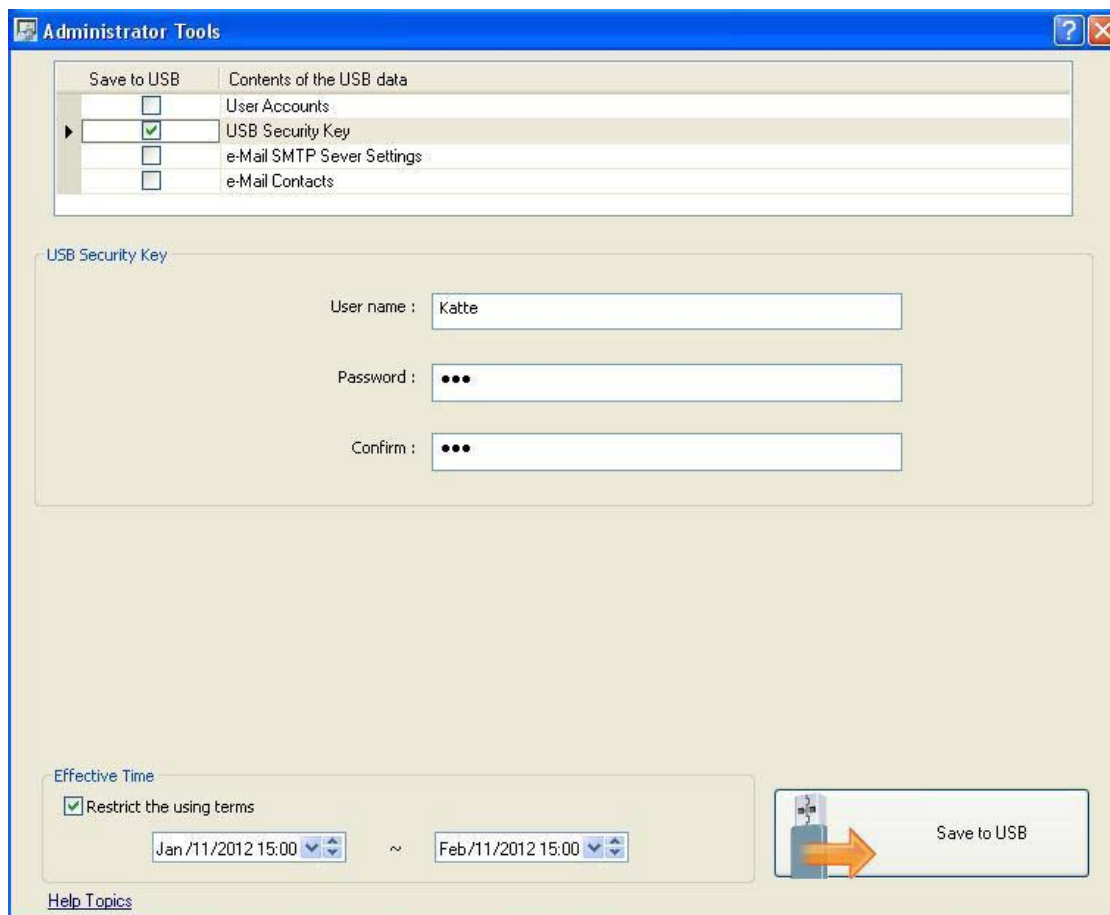 Administrator Tools
Save to USB Contents of the USB data
User Accounts
USB Security Key
e-Mail SMTP Sever Settings
e-Mail Contacts
USB Security Key
User name : Katte
Password : ●●●
Confirm : ●●●
Effective Time
Restrict the using terms
Jan /11/2012 15:00 ~ Feb /11/2012 15:00
Save to USB
Help Topics